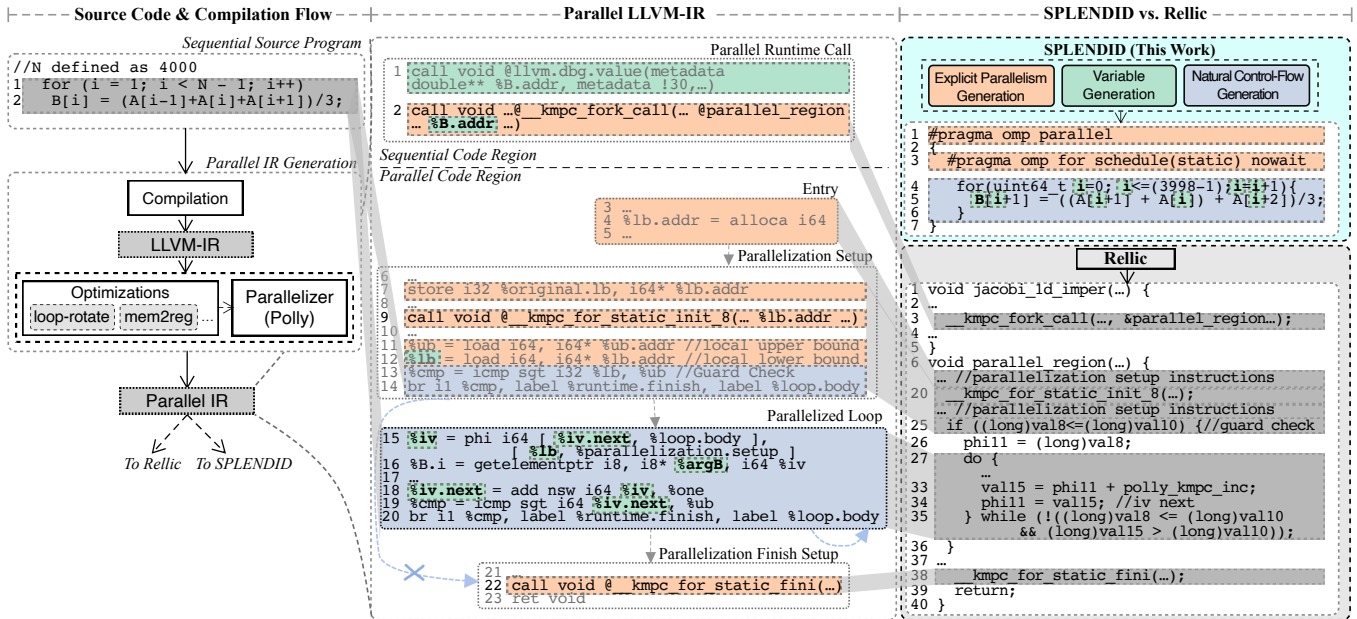 Source Code & Compilation Flow
Sequential Source Program
//N defined as 4000
1 for (i = 1; i < N - 1; i++)
2 B[i] = (A[i-1]+A[i]+A[i+1])/3;
Parallel IR Generation
Compilation
LLVM-IR
Optimizations
loop-rotate mem2reg ...
Parallelizer
(Polly)
Parallel IR
To Rellic To SPLENDID
Parallel LLVM-IR
Parallel Runtime Call
1 call void @llvm.dbg.value(metadata
double** %B.addr, metadata !30,…)
2 call void …@__kmpc_fork_call(… @parallel_region
… %B.addr …)
Sequential Code Region
Parallel Code Region
Entry
3 …
4 %lb.addr = alloca i64
5 …
Parallelization Setup
6 …
7 store i32 %original.lb, i64* %lb.addr
8 …
9 call void @__kmpc_for_static_init_8(… %lb.addr …)
10 …
11 %ub = load i64, i64* %ub.addr //local upper bound
12 %lb = load i64, i64* %lb.addr //local lower bound
13 %cmp = icmp sgt i32 %lb, %ub //Guard Check
14 br i1 %cmp, label %runtime.finish, label %loop.body
Parallelized Loop
15 %iv = phi i64 [ %iv.next, %loop.body ],
[ %lb, %parallelization.setup ]
16 %B.i = getelementptr i8, i8* %argB, i64 %iv
17 …
18 %iv.next = add nsw i64 %iv, %one
19 %cmp = icmp sgt i64 %iv.next, %ub
20 br i1 %cmp, label %runtime.finish, label %loop.body
Parallelization Finish Setup
21 …
22 call void @__kmpc_for_static_fini(…)
23 ret void
SPLENDID vs. Rellic
SPLENDID (This Work)
Explicit Parallelism
Generation
Variable
Generation
Natural Control-Flow
Generation
1 #pragma omp parallel
2 {
3 #pragma omp for schedule(static) nowait
4 for(uint64_t i=0; i<=(3998-1);i=i+1){
5 B[i+1] = ((A[i+1] + A[i]) + A[i+2])/3;
6 }
7 }
Rellic
1 void jacobi_1d_imper(…) {
2 …
3 __kmpc_fork_call(…, &parallel_region…);
4 …
5 }
6 void parallel_region(…) {
… //parallelization setup instructions
20 __kmpc_for_static_init_8(…);
… //parallelization setup instructions
25 if ((long)val8<=(long)val10) {//guard check
26 phi11 = (long)val8;
27 do {
…
33 val15 = phi11 + polly_kmpc_inc;
34 phi11 = val15; //iv next
35 } while (!((long)val8 <= (long)val10
&& (long)val15 > (long)val10));
36 }
37 …
38 __kmpc_for_static_fini(…);
39 return;
40 }